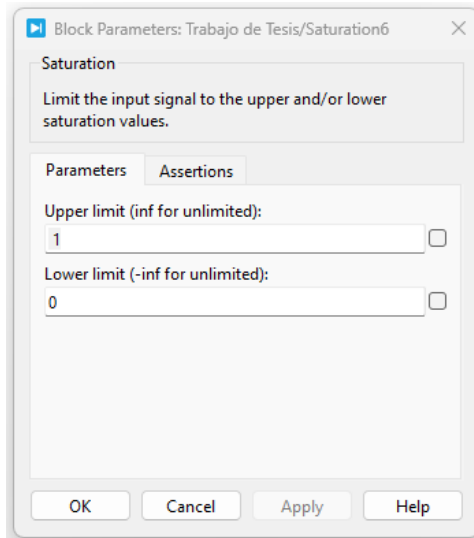 Block Parameters: Trabajo de Tesis/Saturation6
Saturation
Limit the input signal to the upper and/or lower
saturation values.
Parameters
Assertions
Upper limit (inf for unlimited):
1
Lower limit (-inf for unlimited):
0
OK
Cancel
Apply
Help